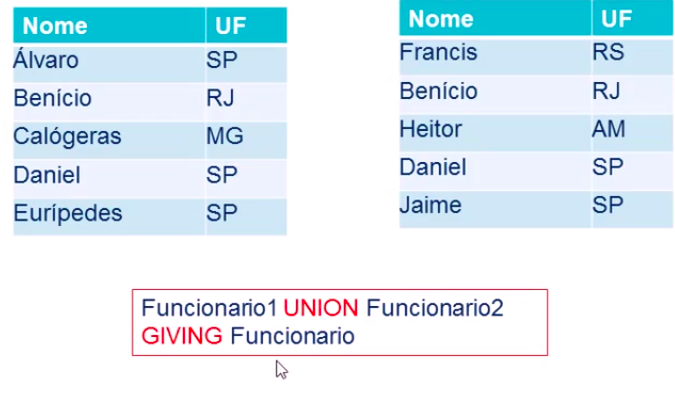 Nome UF
Álvaro SP
Benício RJ
Calógeras MG
Daniel SP
Eurípedes SP
Nome UF
Francis RS
Benício RJ
Heitor AM
Daniel SP
Jaime SP
Funcionario1 UNION Funcionario2
GIVING Funcionario